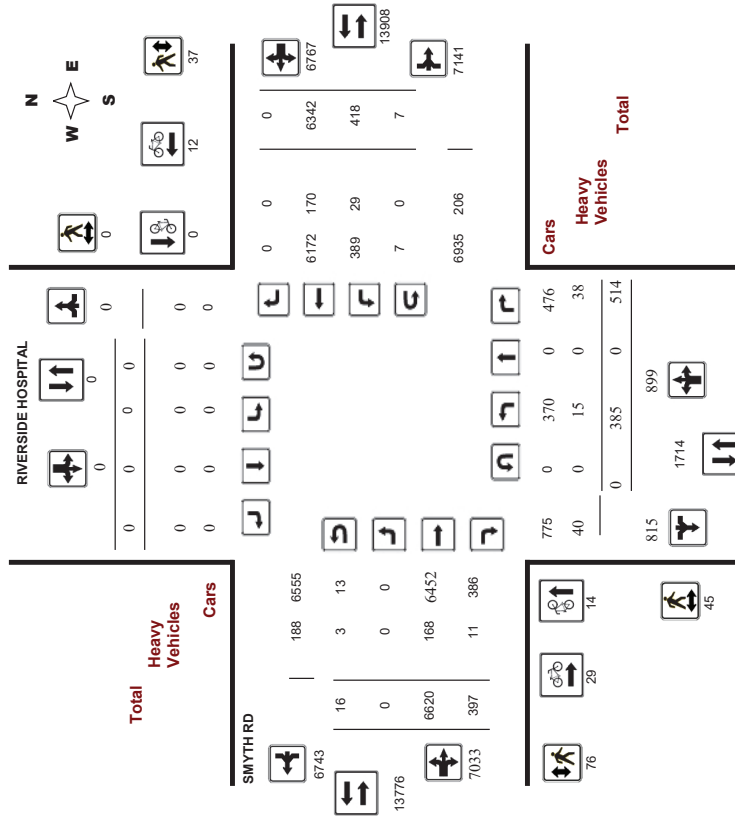 N
W E
S
37
12
0
0
RIVERSIDE HOSPITAL
0 0 0
0 0 0 0
0 0 0 0 0
0 0 0 0 0
Total
Heavy
Vehicles
Cars
6767
13908
7141
0 0 0
6172 170 6342
389 29 418
7 0 7
6935 206
SMYTH RD
6743
13776
7033
188 6555
16 3 13
0 0 0
6620 168 6452
397 11 386
Cars
Heavy
Vehicles
Total
775 0 370 0 476
40 0 15 0 38
0 385 0 514
815 1714 899
76
29
14
45